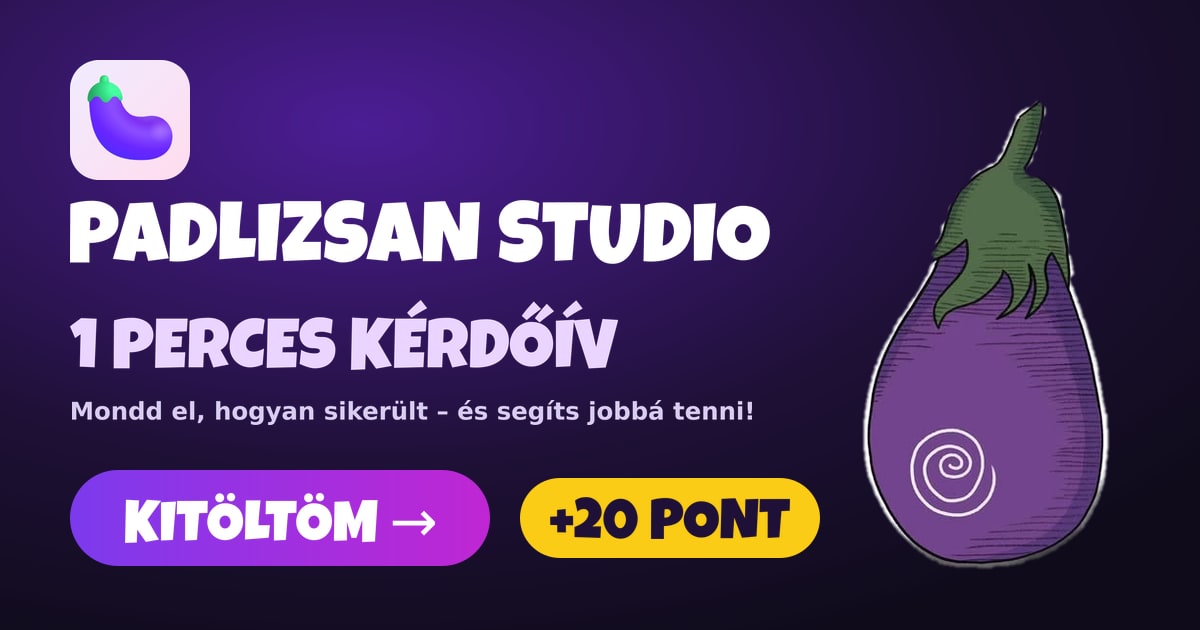 PADLIZSAN STUDIO
1 PERCES KÉRDŐÍV
Mondd el, hogyan sikerült – és segíts jobbá tenni!
KITÖLTÖM →
+20 PONT